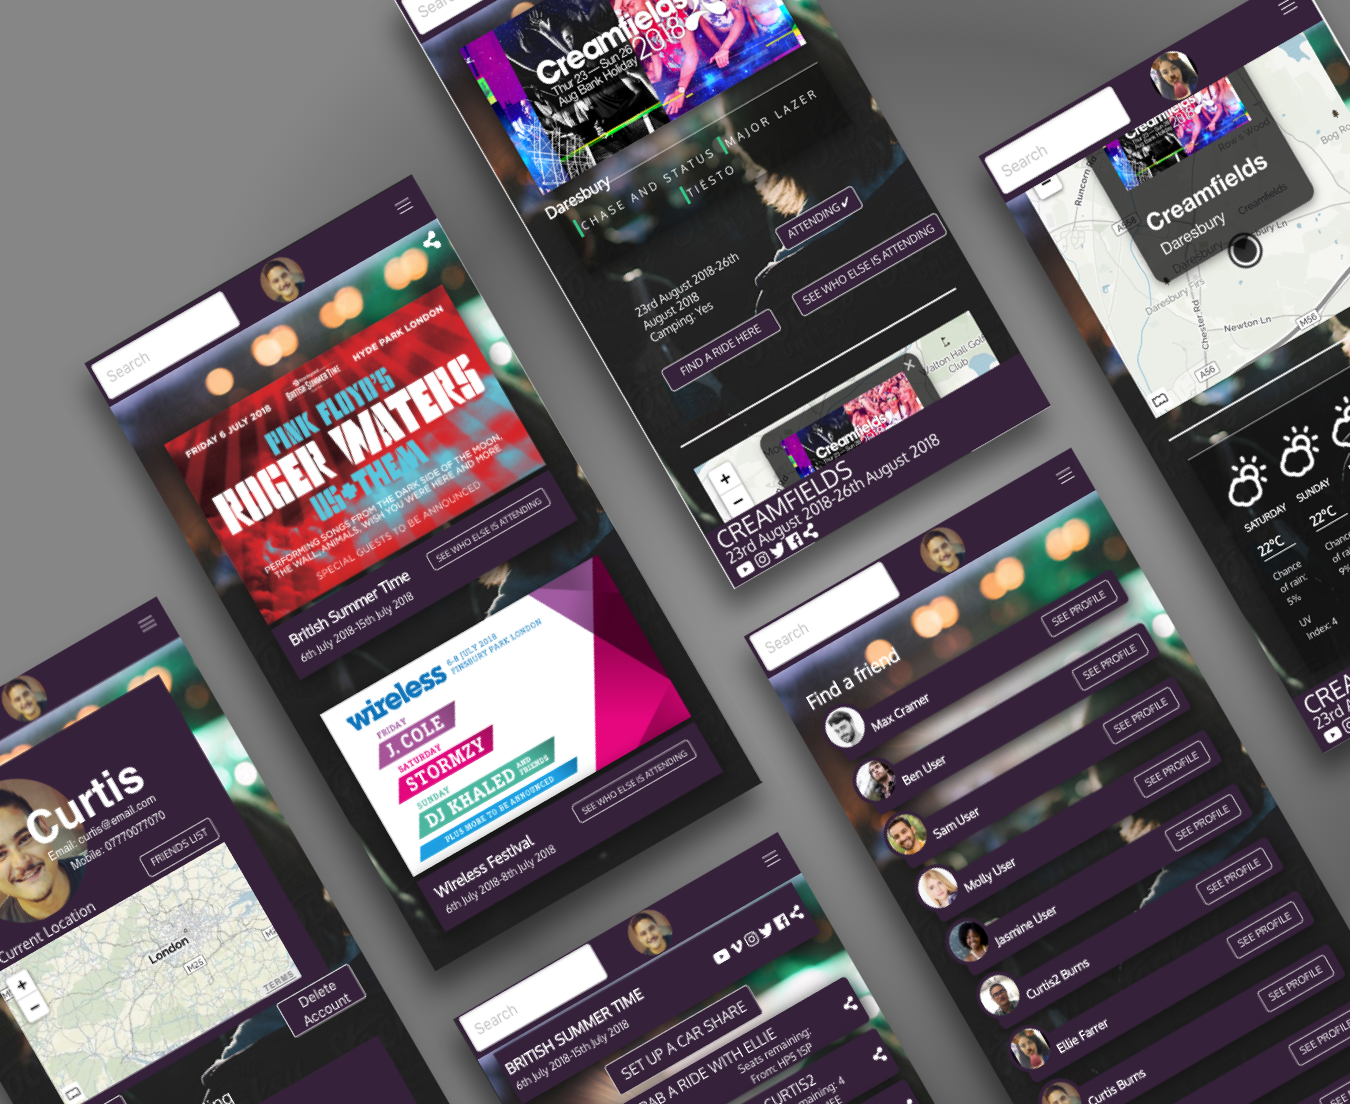 Search
Creamfields
2018
Thur 23 — Sun 26
Aug Bank Holiday
Daresbury
CHASE AND STATUS
MAJOR LAZER
TIËSTO
ATTENDING ✔
SEE WHO ELSE IS ATTENDING
23rd August 2018-26th
August 2018
Camping: Yes
FIND A RIDE HERE
Walton Hall Golf
Club
+
−
Creamfields
CREAMFIELDS
23rd August 2018-26th August 2018
Search
FRIDAY 6 JULY 2018
BRITISH SUMMER TIME
HYDE PARK LONDON
PINK FLOYD'S
ROGER WATERS
US + THEM
PERFORMING SONGS FROM THE DARK SIDE OF THE MOON,
THE WALL, ANIMALS, WISH YOU WERE HERE AND MORE
SPECIAL GUESTS TO BE ANNOUNCED
British Summer Time
6th July 2018-15th July 2018
SEE WHO ELSE IS ATTENDING
wireless
6-8 JULY 2018
FINSBURY PARK LONDON
FRIDAY
J. COLE
SATURDAY
STORMZY
SUNDAY
DJ KHALED AND FRIENDS
PLUS MORE TO BE ANNOUNCED
Wireless Festival
6th July 2018-8th July 2018
SEE WHO ELSE IS ATTENDING
Curtis
Email: curtis@email.com
Mobile: 07770077070
FRIENDS LIST
Current Location
London
M25
+
−
TERMS
Delete
Account
Search
BRITISH SUMMER TIME
6th July 2018-15th July 2018
SET UP A CAR SHARE
GRAB A RIDE WITH ELLIE
Seats remaining:
From: HP5 1SP
CURTIS2
Search
Find a friend
Max Cramer
SEE PROFILE
Ben User
SEE PROFILE
Sam User
SEE PROFILE
Molly User
SEE PROFILE
Jasmine User
SEE PROFILE
Curtis2 Burns
SEE PROFILE
Ellie Farrer
SEE PROFILE
Curtis Burns
SEE PROFILE
SEE PROFILE
Search
Creamfields
2018
Creamfields
Daresbury
Row's Wood
Runcorn Rd
Creamfields
Daresbury Firs
Chester Rd
Newton Ln
M56
A56
SATURDAY
22°C
Chance
of rain:
5%
UV
Index: 4
SUNDAY
22°C